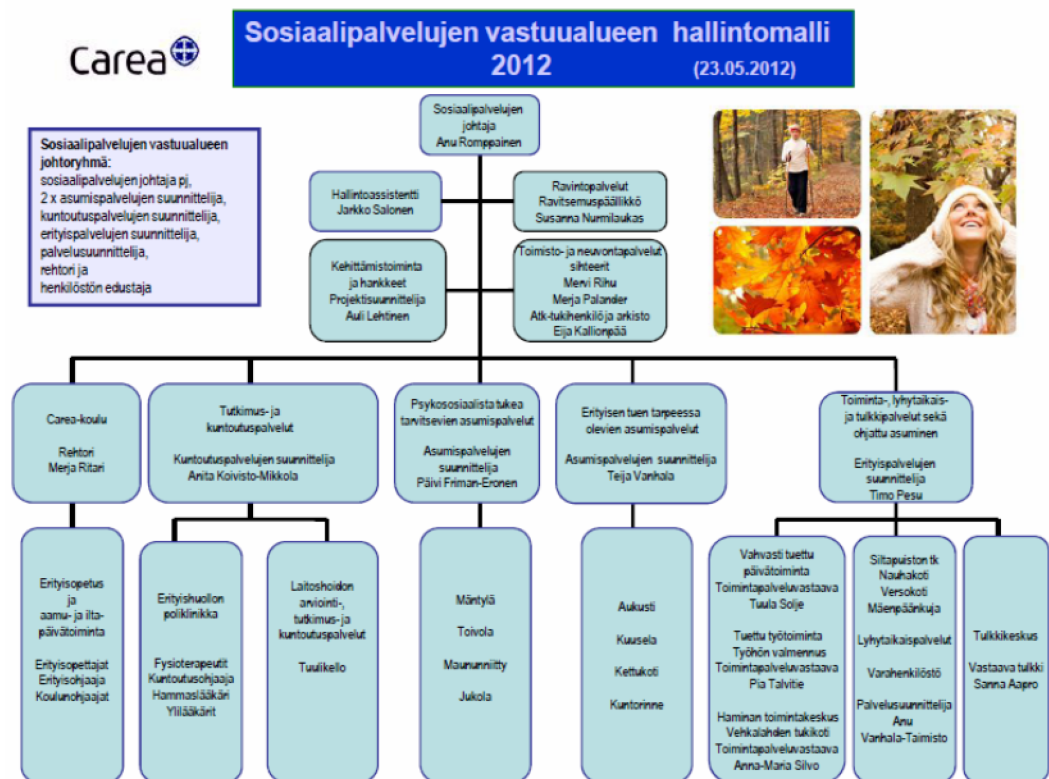 Carea
Sosiaalipalvelujen vastuualueen hallintomalli
2012 (23.05.2012)
Sosiaalipalvelujen vastuualueen
johtoryhmä:
sosiaalipalvelujen johtaja pj,
2 x asumispalvelujen suunnittelija,
kuntoutuspalvelujen suunnittelija,
erityispalvelujen suunnittelija,
palvelusuunnittelija,
rehtori ja
henkilöstön edustaja
Sosiaalipalvelujen
johtaja
Anu Romppainen
Hallintoassistentti
Jarkko Salonen
Ravintopalvelut
Ravitsemuspäällikkö
Susanna Nurmilaukas
Kehittämistoiminta
ja hankkeet
Projektisuunnittelija
Auli Lehtinen
Toimisto- ja neuvontapalvelut
sihteerit
Mervi Rihu
Merja Palander
Atk-tukihenkilö ja arkisto
Eija Kallionpää
Carea-koulu
Rehtori
Merja Ritari
Tutkimus- ja
kuntoutuspalvelut
Kuntoutuspalvelujen suunnittelija
Anita Koivisto-Mikkola
Psykososiaalista tukea
tarvitsevien asumispalvelut
Asumispalvelujen
suunnittelija
Päivi Friman-Eronen
Erityisen tuen tarpeessa
olevien asumispalvelut
Asumispalvelujen suunnittelija
Teija Vanhala
Toiminta-, lyhytaikais-
ja tulkkipalvelut sekä
ohjattu asuminen
Erityispalvelujen
suunnittelija
Timo Pesu
Erityisopetus
ja
aamu- ja ilta-
päivätoiminta
Erityisopettajat
Erityisohjaaja
Koulunohjaajat
Erityishuollon
poliklinikka
Fysioterapeutit
Kuntoutusohjaaja
Hammaslääkäri
Ylilääkärit
Laitoshoidon
arviointi-,
tutkimus- ja
kuntoutuspalvelut
Tuulikello
Mäntylä
Toivola
Maununniitty
Jukola
Aukusti
Kuusela
Kettukoti
Kuntorinne
Vahvasti tuettu
päivätoiminta
Toimintapalveluvastaava
Tuula Solje
Tuettu työtoiminta
Työhön valmennus
Toimintapalveluvastaava
Pia Talvitie
Haminan toimintakeskus
Vehkalahden tukikoti
Toimintapalveluvastaava
Anna-Maria Silvo
Siltapuiston tk
Nauhakoti
Versokoti
Mäenpäänkuja
Lyhytaikaispalvelut
Varahenkilöstö
Palvelusuunnittelija
Anu
Vanhala-Taimisto
Tulkkikeskus
Vastaava tulkki
Sanna Aapro